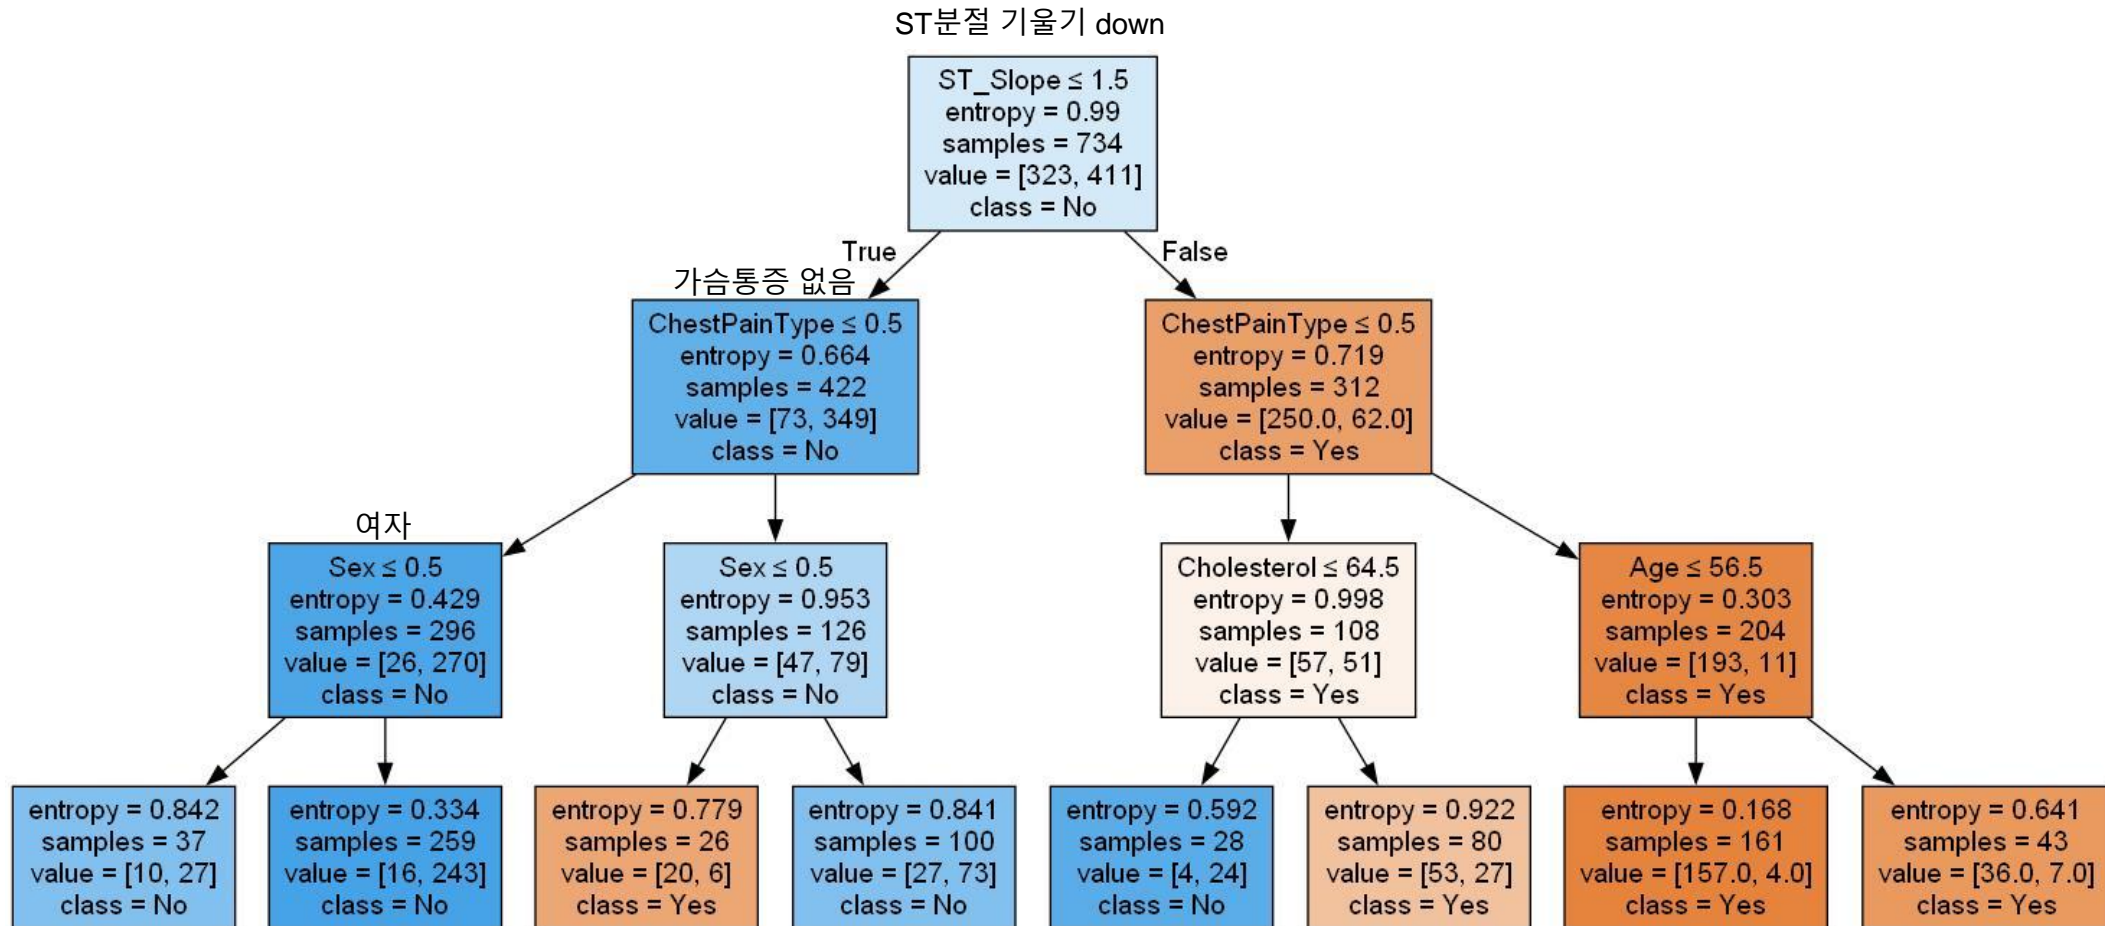 ST분절 기울기 down
ST_Slope ≤ 1.5
entropy = 0.99
samples = 734
value = [323, 411]
class = No
True
False
가슴통증 없음
ChestPainType ≤ 0.5
entropy = 0.664
samples = 422
value = [73, 349]
class = No
ChestPainType ≤ 0.5
entropy = 0.719
samples = 312
value = [250.0, 62.0]
class = Yes
여자
Sex ≤ 0.5
entropy = 0.429
samples = 296
value = [26, 270]
class = No
Sex ≤ 0.5
entropy = 0.953
samples = 126
value = [47, 79]
class = No
Cholesterol ≤ 64.5
entropy = 0.998
samples = 108
value = [57, 51]
class = Yes
Age ≤ 56.5
entropy = 0.303
samples = 204
value = [193, 11]
class = Yes
entropy = 0.842
samples = 37
value = [10, 27]
class = No
entropy = 0.334
samples = 259
value = [16, 243]
class = No
entropy = 0.779
samples = 26
value = [20, 6]
class = Yes
entropy = 0.841
samples = 100
value = [27, 73]
class = No
entropy = 0.592
samples = 28
value = [4, 24]
class = No
entropy = 0.922
samples = 80
value = [53, 27]
class = Yes
entropy = 0.168
samples = 161
value = [157.0, 4.0]
class = Yes
entropy = 0.641
samples = 43
value = [36.0, 7.0]
class = Yes